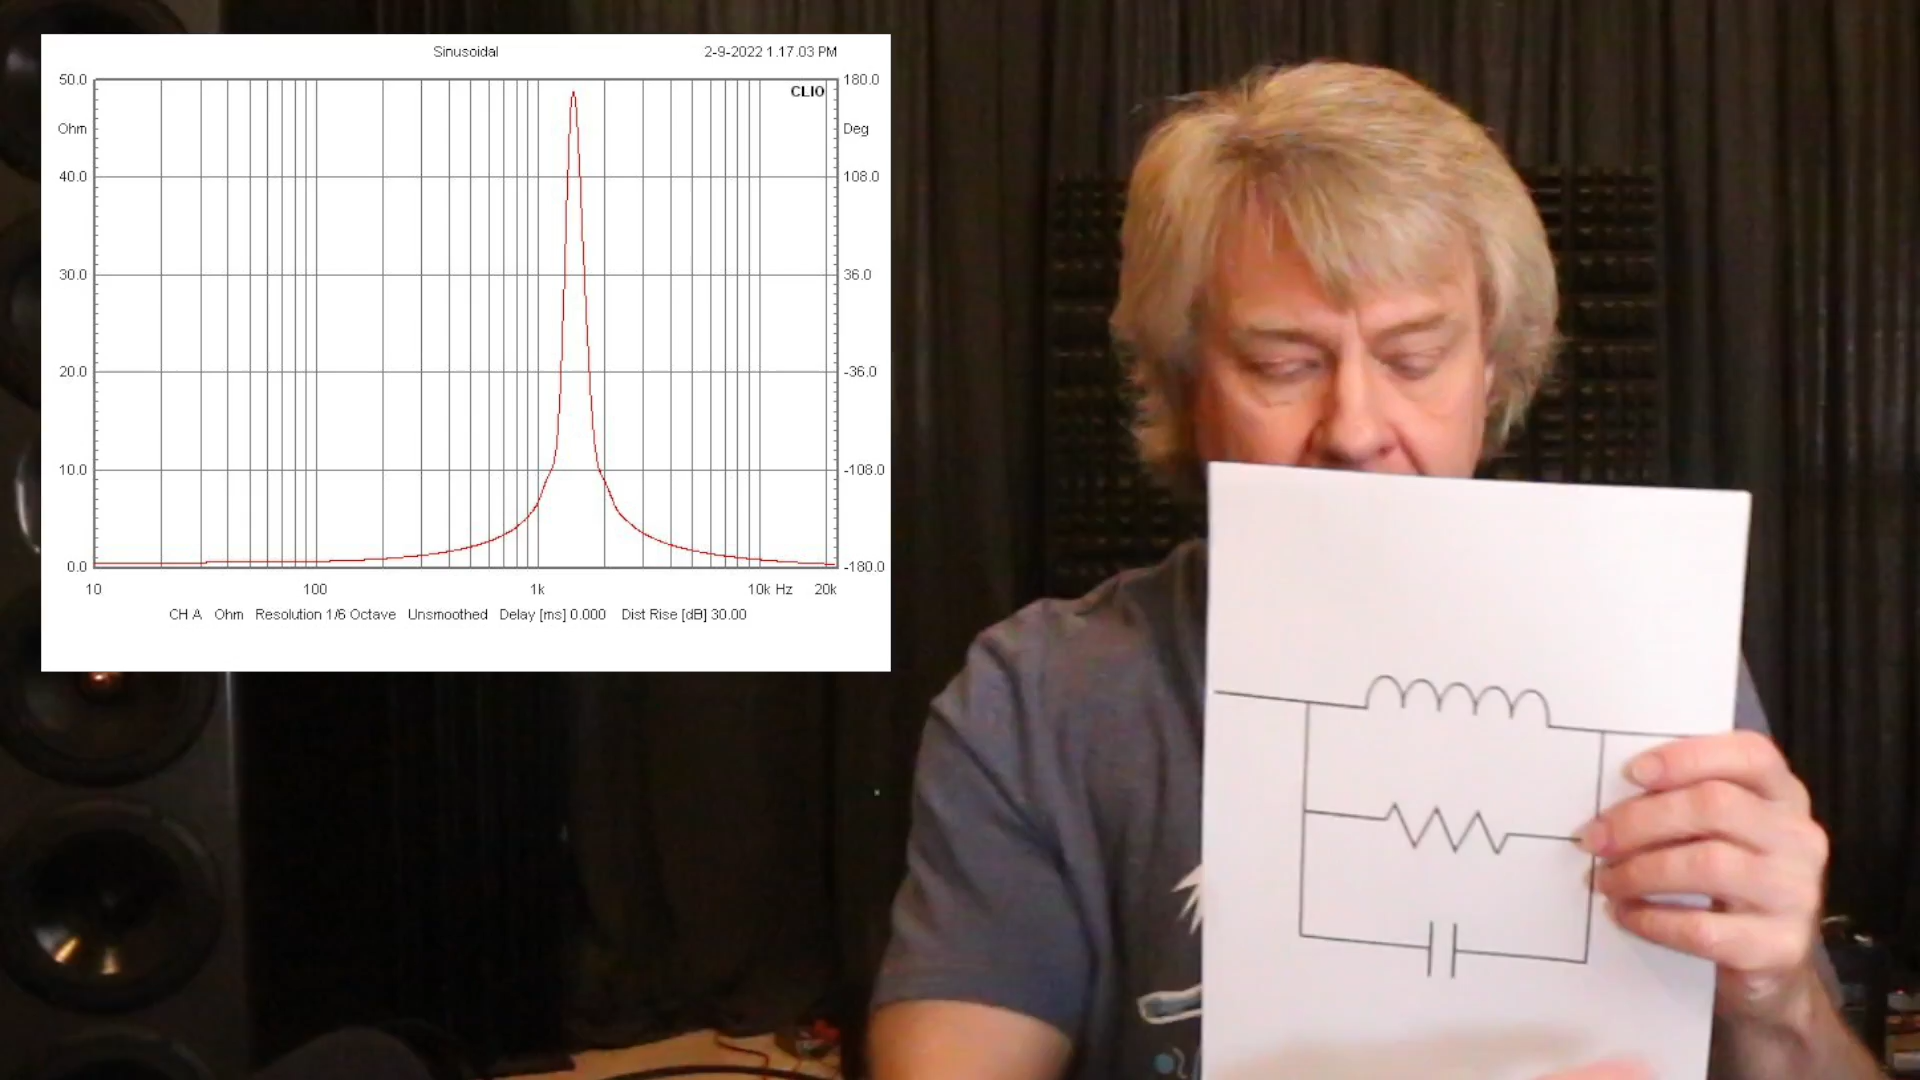 Sinusoidal 2-9-2022 1.17.03 PM
50.0 180.0
CLIO
Ohm Deg
40.0 108.0
30.0 36.0
20.0 -36.0
10.0 -108.0
0.0 -180.0
10 100 1k 10k Hz 20k
CH A Ohm Resolution 1/6 Octave Unsmoothed Delay [ms] 0.000 Dist Rise [dB] 30.00